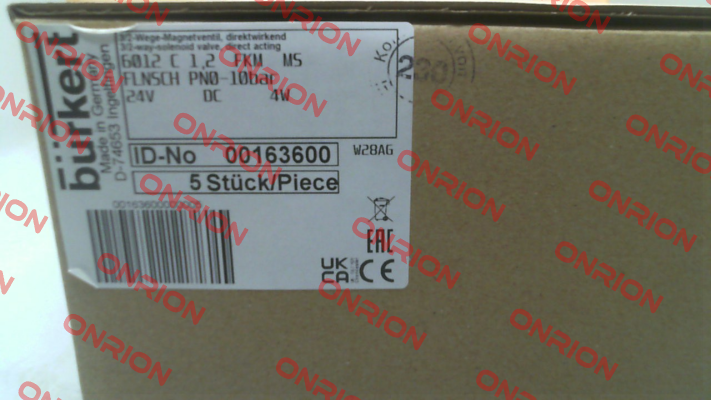 bürkert
Made in Germany
D-74653 Ingelfingen
3/2-Wege-Magnetventil, direktwirkend
3/2-way-solenoid valve, direct acting
6012 C 1,2 FKM MS
FLNSCH PN0-10bar
24V DC 4W
ID-No 00163600
W28AG
5 Stück/Piece
EAC
UK
CA
CE
Ko
230
ONRION
ONRION
ONRION
ONRION
ONRION
ONRION
ONRION
ONRION
ONRION
ONRION
ONRION
ONRION